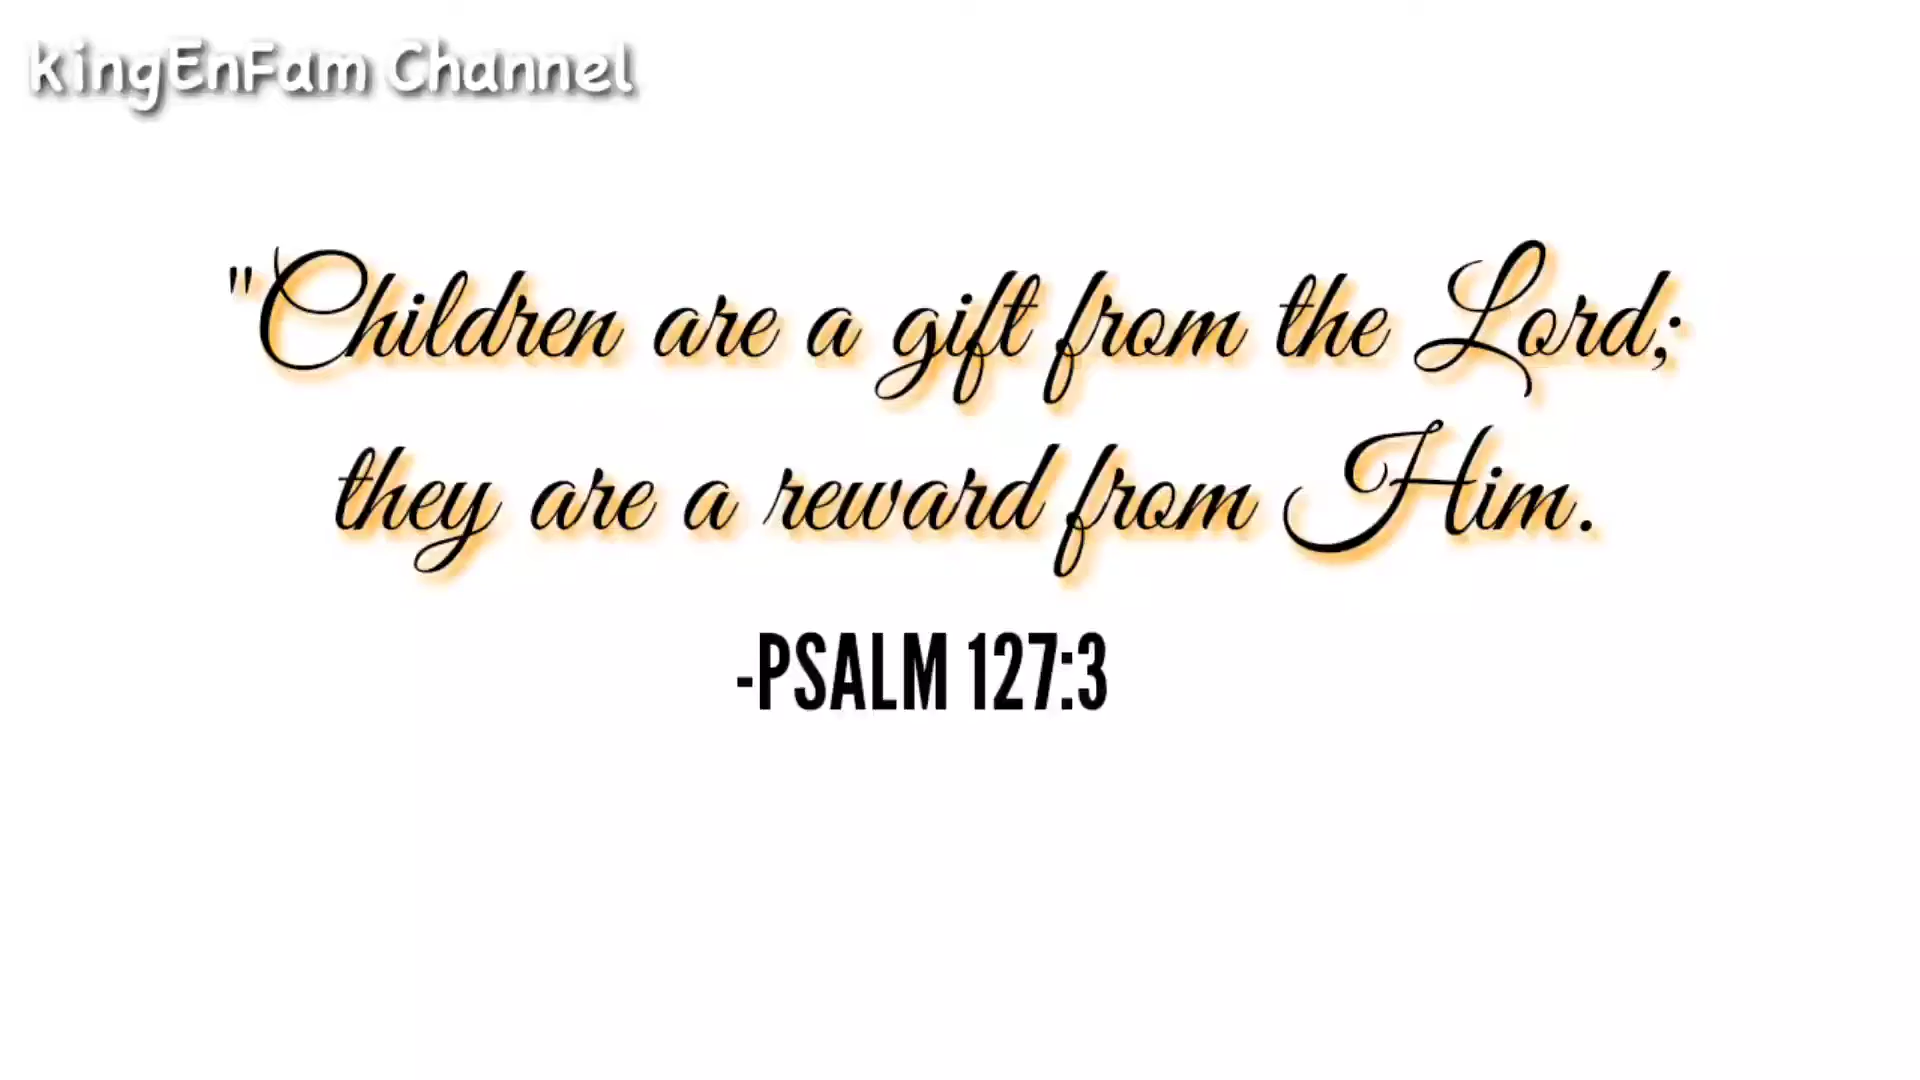 kingEnFam Channel
"Children are a gift from the Lord;
they are a reward from Him.
-PSALM 127:3